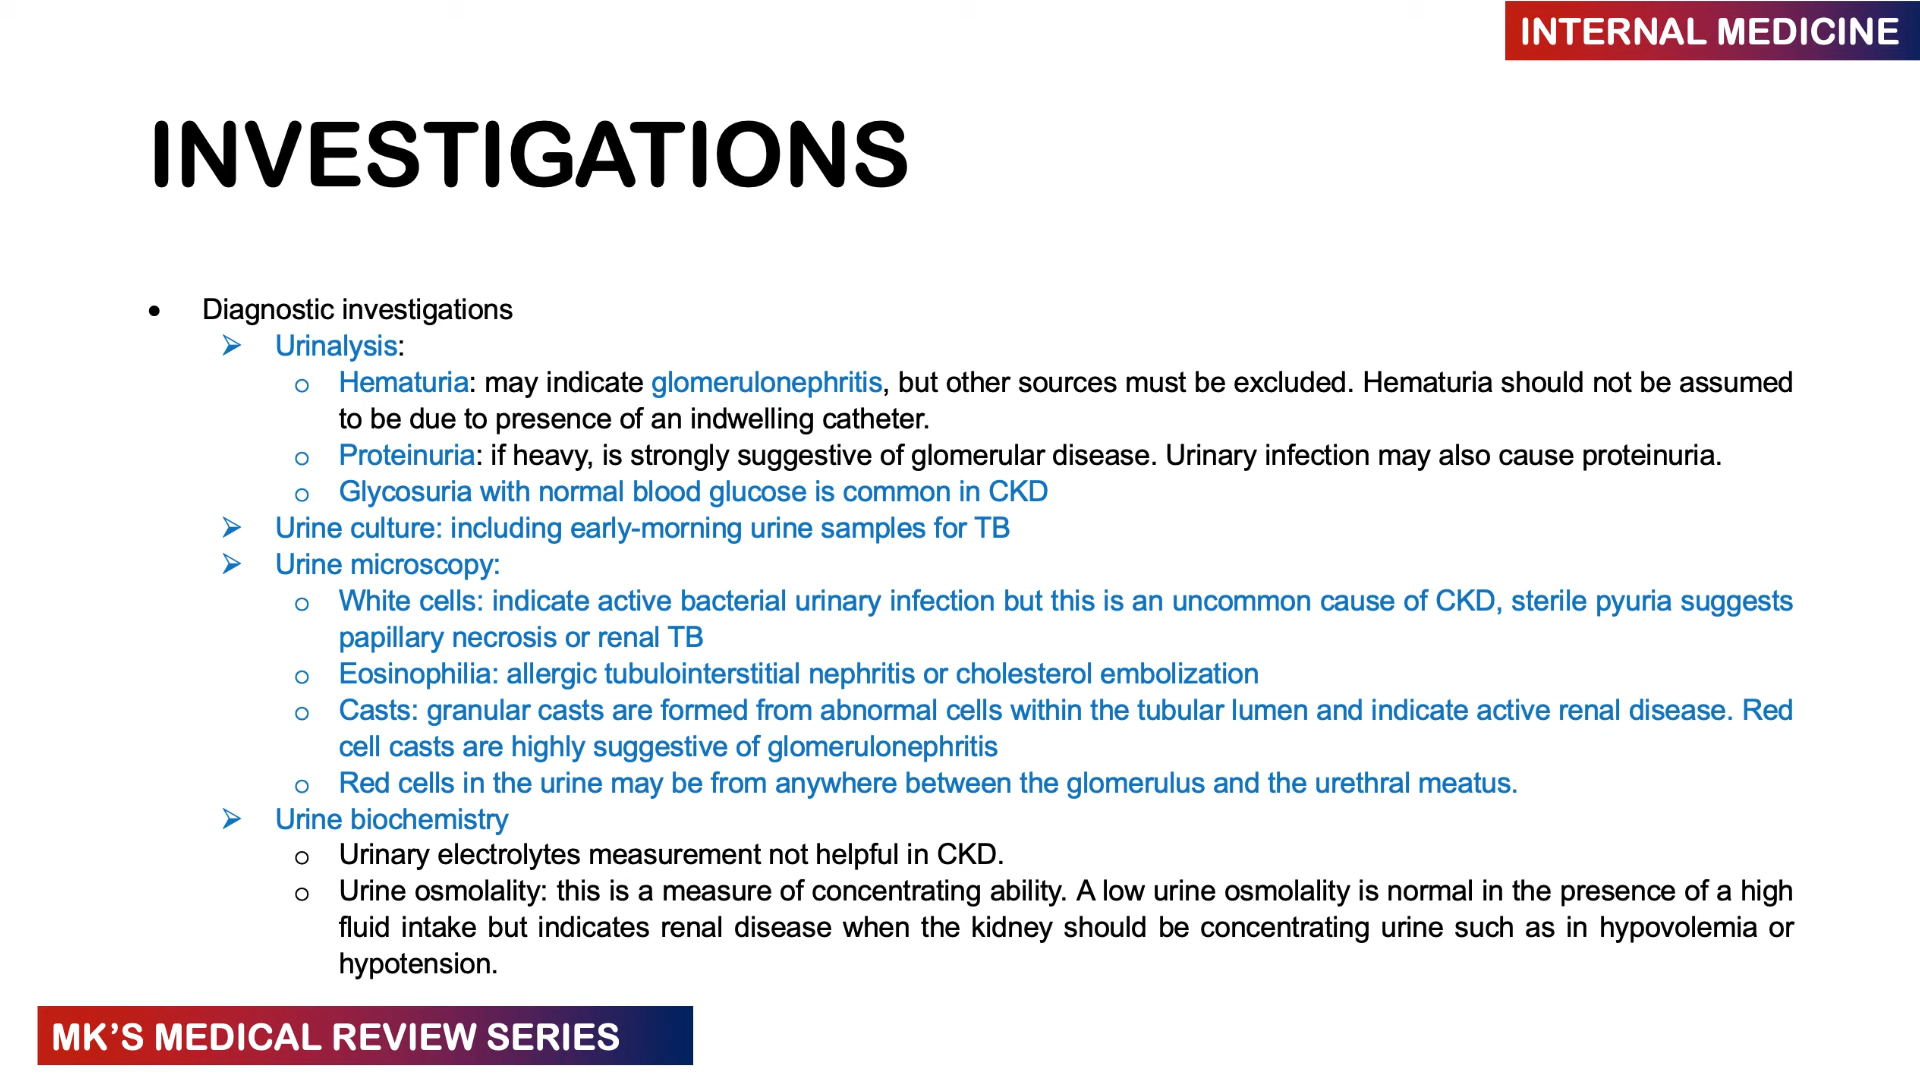 INTERNAL MEDICINE
INVESTIGATIONS
• Diagnostic investigations
➢ Urinalysis:
o Hematuria: may indicate glomerulonephritis, but other sources must be excluded. Hematuria should not be assumed
to be due to presence of an indwelling catheter.
o Proteinuria: if heavy, is strongly suggestive of glomerular disease. Urinary infection may also cause proteinuria.
o Glycosuria with normal blood glucose is common in CKD
➢ Urine culture: including early-morning urine samples for TB
➢ Urine microscopy:
o White cells: indicate active bacterial urinary infection but this is an uncommon cause of CKD, sterile pyuria suggests
papillary necrosis or renal TB
o Eosinophilia: allergic tubulointerstitial nephritis or cholesterol embolization
o Casts: granular casts are formed from abnormal cells within the tubular lumen and indicate active renal disease. Red
cell casts are highly suggestive of glomerulonephritis
o Red cells in the urine may be from anywhere between the glomerulus and the urethral meatus.
➢ Urine biochemistry
o Urinary electrolytes measurement not helpful in CKD.
o Urine osmolality: this is a measure of concentrating ability. A low urine osmolality is normal in the presence of a high
fluid intake but indicates renal disease when the kidney should be concentrating urine such as in hypovolemia or
hypotension.
MK'S MEDICAL REVIEW SERIES